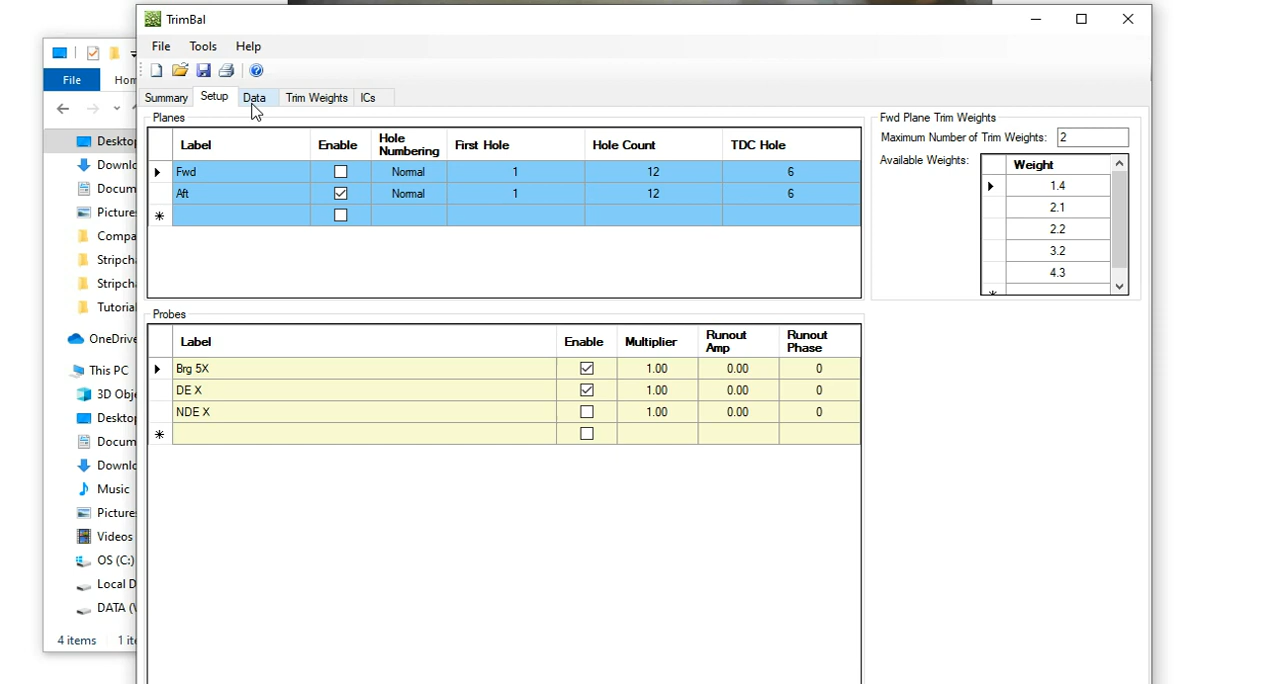 TrimBal
File Tools Help
File Hom
Summary Setup Data Trim Weights ICs
Planes
Label Enable Hole Numbering First Hole Hole Count TDC Hole
Fwd Normal 1 12 6
Aft Normal 1 12 6
Fwd Plane Trim Weights
Maximum Number of Trim Weights: 2
Available Weights:
Weight
1.4
2.1
2.2
3.2
4.3
Probes
Label Enable Multiplier Runout Amp Runout Phase
Brg 5X 1.00 0.00 0
DE X 1.00 0.00 0
NDE X 1.00 0.00 0
Desktop
Downlo
Docum
Picture
Compa
Stripch
Stripch
Tutoria
OneDrive
This PC
3D Obje
Desktop
Docum
Downlo
Music
Picture
Videos
OS (C:)
Local D
DATA (V
4 items 1 ite